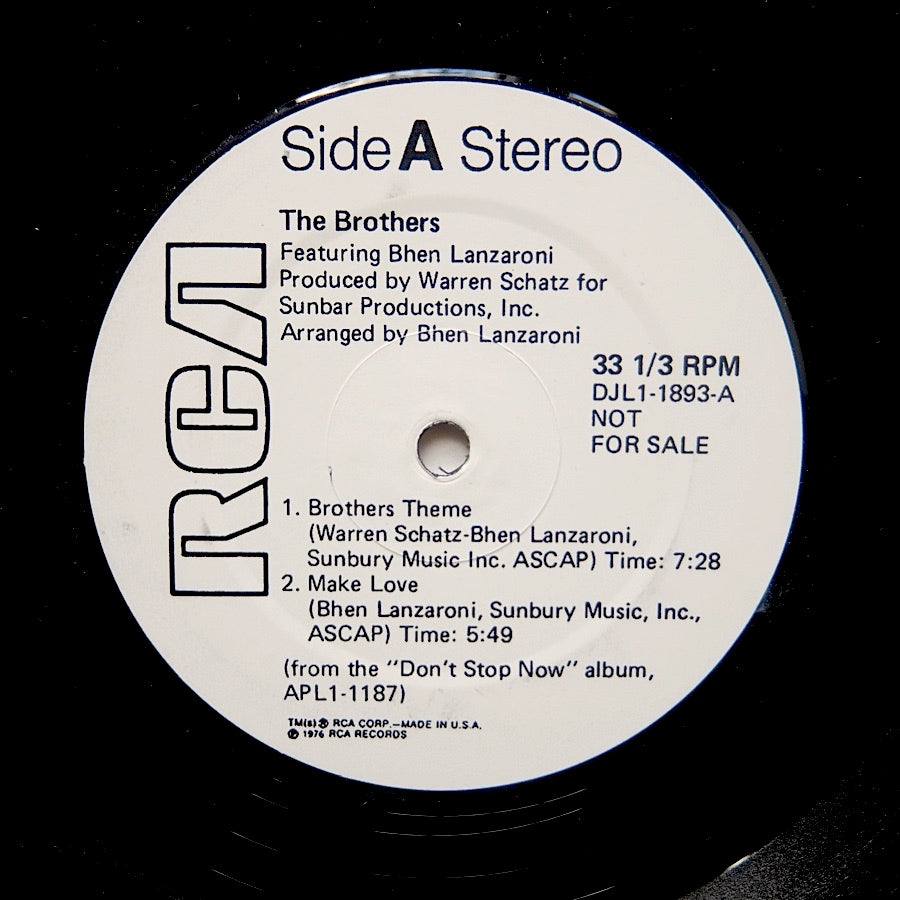 Side A Stereo
RCA
The Brothers
Featuring Bhen Lanzaroni
Produced by Warren Schatz for
Sunbar Productions, Inc.
Arranged by Bhen Lanzaroni
33 1/3 RPM
DJL1-1893-A
NOT
FOR SALE
1. Brothers Theme
(Warren Schatz-Bhen Lanzaroni,
Sunbury Music Inc. ASCAP) Time: 7:28
2. Make Love
(Bhen Lanzaroni, Sunbury Music, Inc.,
ASCAP) Time: 5:49
(from the "Don't Stop Now" album,
APL1-1187)
TM(s) ® RCA CORP.—MADE IN U.S.A.
℗ 1976 RCA RECORDS